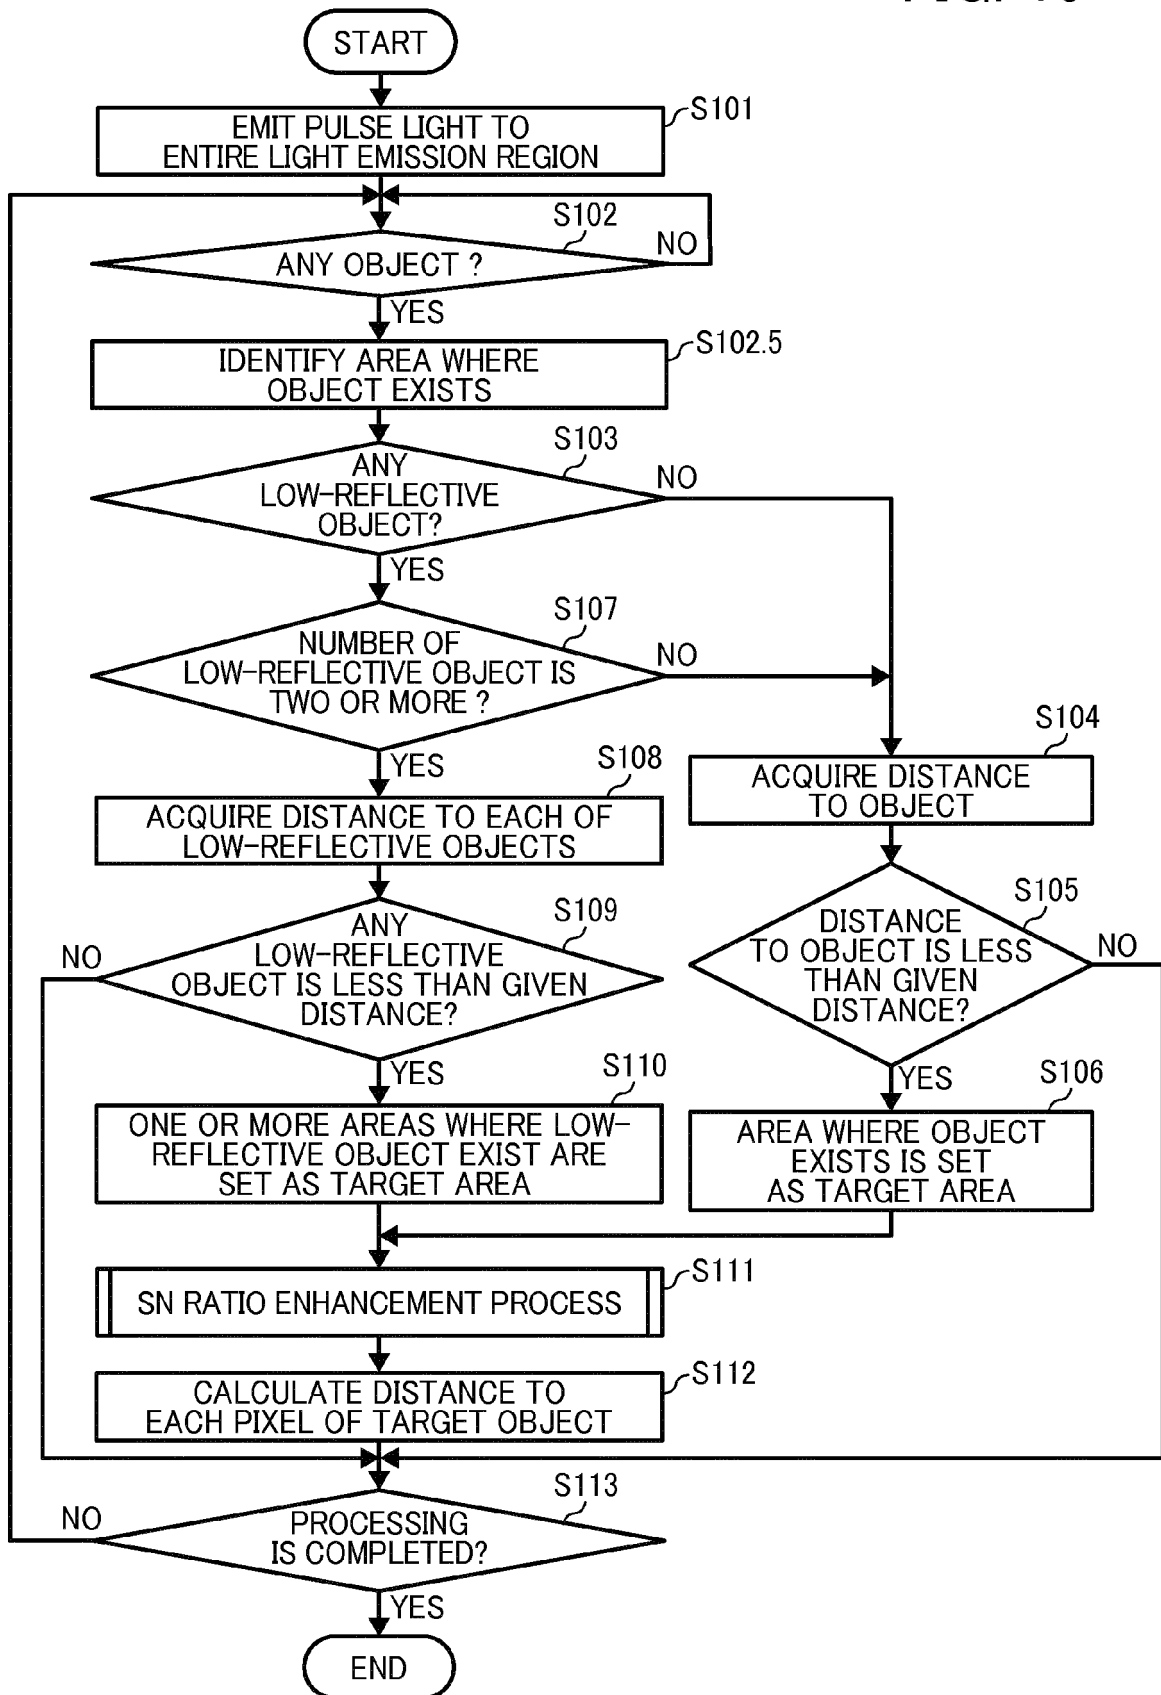 START
S101
EMIT PULSE LIGHT TO
ENTIRE LIGHT EMISSION REGION
S102
NO
ANY OBJECT ?
YES
S102.5
IDENTIFY AREA WHERE
OBJECT EXISTS
S103
NO
ANY
LOW-REFLECTIVE
OBJECT?
YES
S107
NO
NUMBER OF
LOW-REFLECTIVE OBJECT IS
TWO OR MORE ?
YES
S104
ACQUIRE DISTANCE
TO OBJECT
S108
ACQUIRE DISTANCE TO EACH OF
LOW-REFLECTIVE OBJECTS
S105
DISTANCE
TO OBJECT IS LESS
THAN GIVEN
DISTANCE?
NO
YES
S109
NO
ANY
LOW-REFLECTIVE
OBJECT IS LESS THAN GIVEN
DISTANCE?
YES
S110
ONE OR MORE AREAS WHERE LOW-
REFLECTIVE OBJECT EXIST ARE
SET AS TARGET AREA
S106
AREA WHERE OBJECT
EXISTS IS SET
AS TARGET AREA
S111
SN RATIO ENHANCEMENT PROCESS
S112
CALCULATE DISTANCE TO
EACH PIXEL OF TARGET OBJECT
S113
NO
PROCESSING
IS COMPLETED?
YES
END